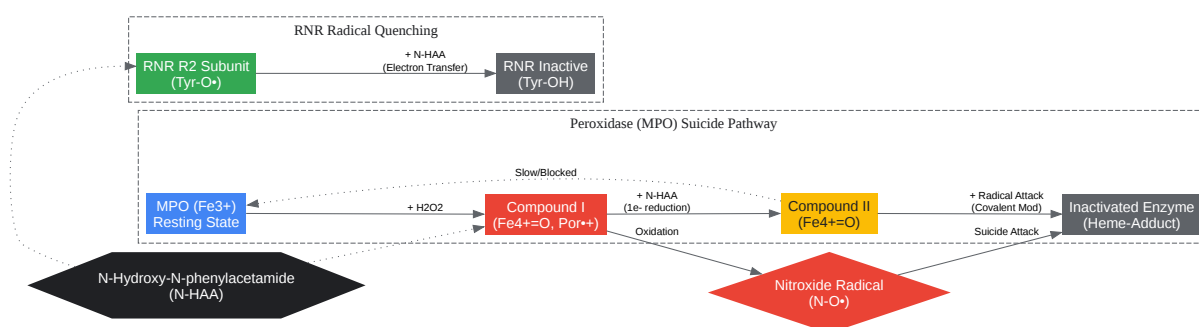 RNR Radical Quenching
RNR R2 Subunit
(Tyr-O•)
+ N-HAA
(Electron Transfer)
RNR Inactive
(Tyr-OH)
Peroxidase (MPO) Suicide Pathway
Slow/Blocked
MPO (Fe3+)
Resting State
+ H2O2
Compound I
(Fe4+=O, Por•+)
+ N-HAA
(1e- reduction)
Compound II
(Fe4+=O)
+ Radical Attack
(Covalent Mod)
Inactivated Enzyme
(Heme-Adduct)
Oxidation
Suicide Attack
N-Hydroxy-N-phenylacetamide
(N-HAA)
Nitroxide Radical
(N-O•)